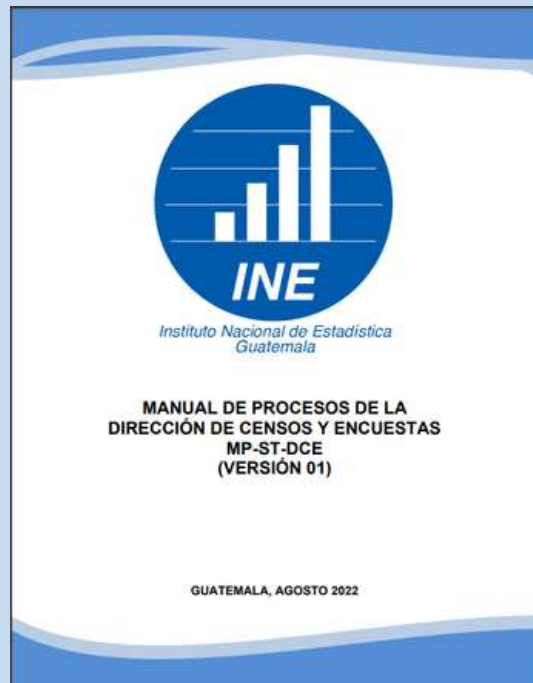 INE
Instituto Nacional de Estadística
Guatemala
MANUAL DE PROCESOS DE LA
DIRECCIÓN DE CENSOS Y ENCUESTAS
MP-ST-DCE
(VERSIÓN 01)
GUATEMALA, AGOSTO 2022